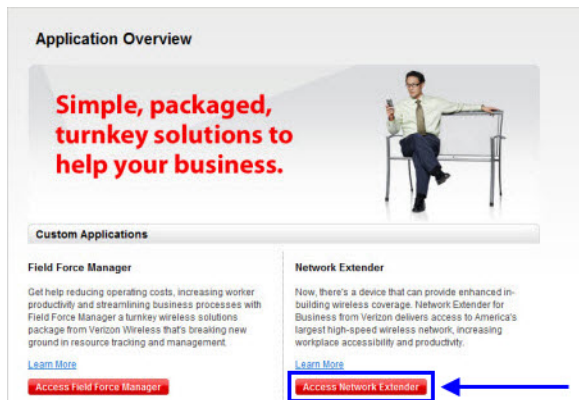 Application Overview
Simple, packaged,
turnkey solutions to
help your business.
Custom Applications
Field Force Manager
Get help reducing operating costs, increasing worker
productivity and streamlining business processes with
Field Force Manager a turnkey wireless solutions
package from Verizon Wireless that's breaking new
ground in resource tracking and management.
Learn More
Access Field Force Manager
Network Extender
Now, there's a device that can provide enhanced in-
building wireless coverage. Network Extender for
Business from Verizon delivers access to America's
largest high-speed wireless network, increasing
workplace accessibility and productivity.
Learn More
Access Network Extender